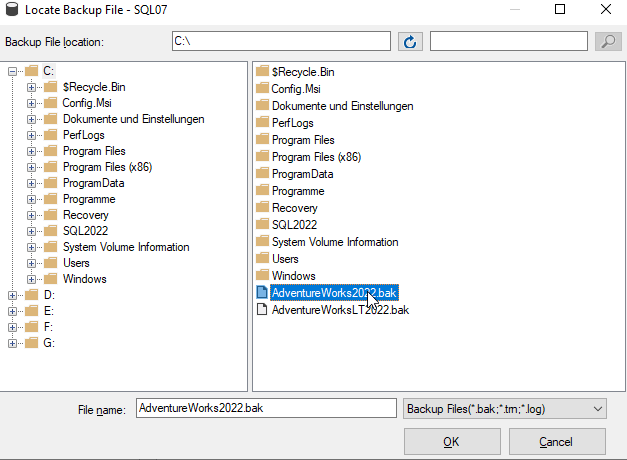 Locate Backup File - SQL07
Backup File location:
C:\
C:
$Recycle.Bin
Config.Msi
Dokumente und Einstellungen
PerfLogs
Program Files
Program Files (x86)
ProgramData
Programme
Recovery
SQL2022
System Volume Information
Users
Windows
D:
E:
F:
G:
$Recycle.Bin
Config.Msi
Dokumente und Einstellungen
PerfLogs
Program Files
Program Files (x86)
ProgramData
Programme
Recovery
SQL2022
System Volume Information
Users
Windows
AdventureWorks2022.bak
AdventureWorksLT2022.bak
File name:
AdventureWorks2022.bak
Backup Files(*.bak;*.trn;*.log)
OK
Cancel